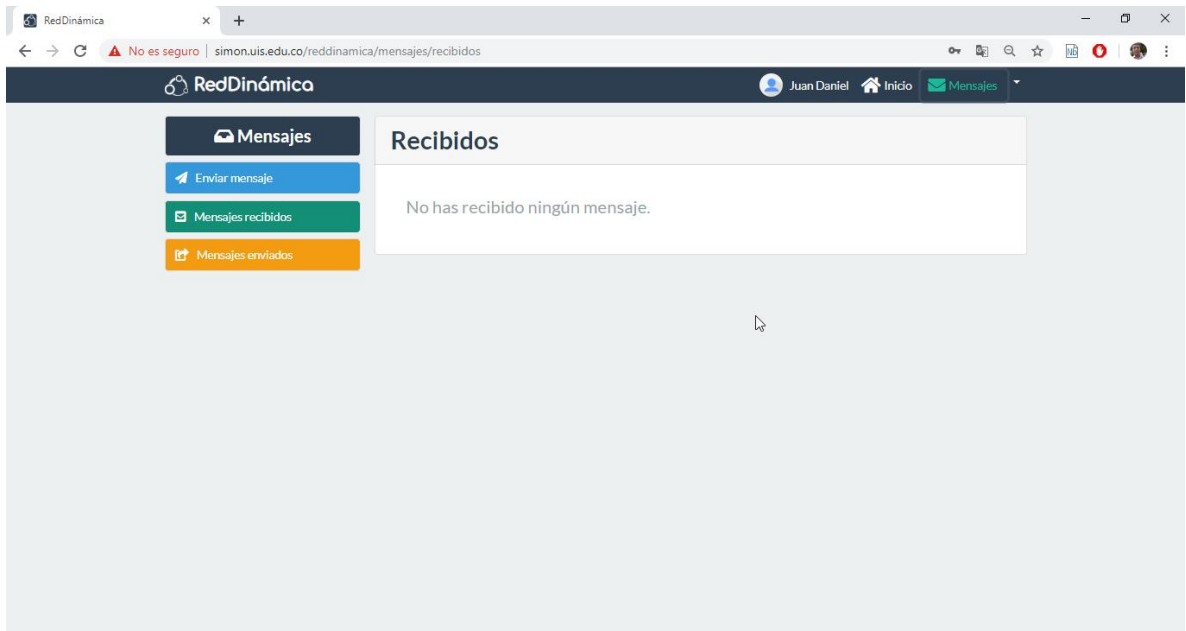 RedDinámica
No es seguro | simon.uis.edu.co/reddinamica/mensajes/recibidos
RedDinámica
Juan Daniel Inicio Mensajes
Mensajes
Enviar mensaje
Mensajes recibidos
Mensajes enviados
Recibidos
No has recibido ningún mensaje.